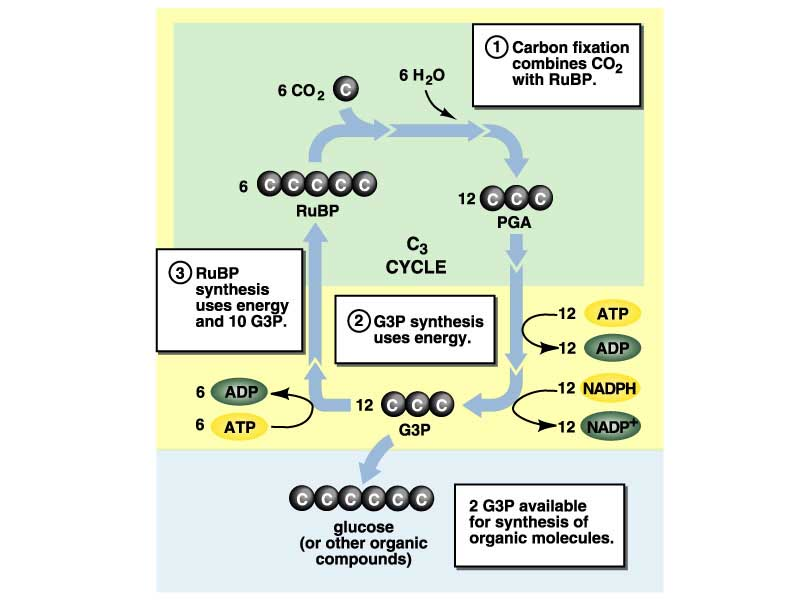 ① Carbon fixation
combines CO₂
with RuBP.
6 CO₂ C
6 H₂O
6 C C C C C
RuBP
12 C C C
PGA
C₃
CYCLE
③ RuBP
synthesis
uses energy
and 10 G3P.
② G3P synthesis
uses energy.
12 ATP
12 ADP
12 NADPH
12 NADP⁺
6 ADP
6 ATP
12 C C C
G3P
C C C C C C
glucose
(or other organic
compounds)
2 G3P available
for synthesis of
organic molecules.